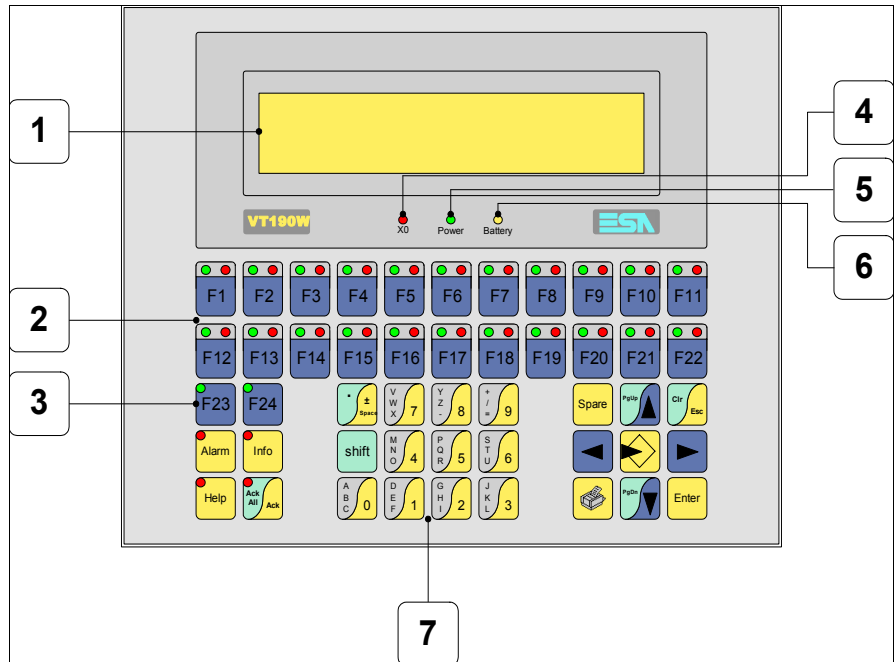 1
4
5
6
VT190W
X0 Power Battery
ESA
2
F1 F2 F3 F4 F5 F6 F7 F8 F9 F10 F11
F12 F13 F14 F15 F16 F17 F18 F19 F20 F21 F22
3
F23 F24
. ± Space
V W X 7
Y Z - 8
+ / = 9
Spare
PgUp
Clr Esc
Alarm Info
shift
M N O 4
P Q R 5
S T U 6
Help
Ack All Ack
A B C 0
D E F 1
G H I 2
J K L 3
PgDn
Enter
7